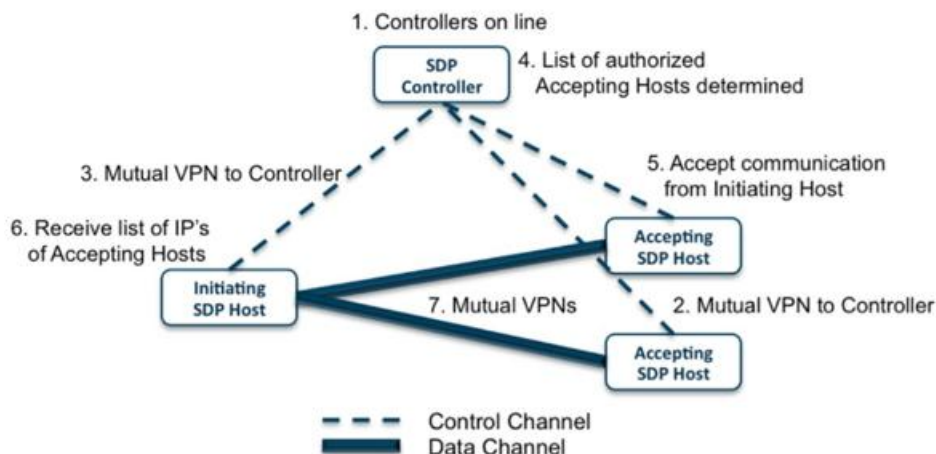 1. Controllers on line
SDP
Controller
4. List of authorized
Accepting Hosts determined
3. Mutual VPN to Controller
5. Accept communication
from Initiating Host
6. Receive list of IP's
of Accepting Hosts
Accepting
SDP Host
Initiating
SDP Host
7. Mutual VPNs
2. Mutual VPN to Controller
Accepting
SDP Host
Control Channel
Data Channel